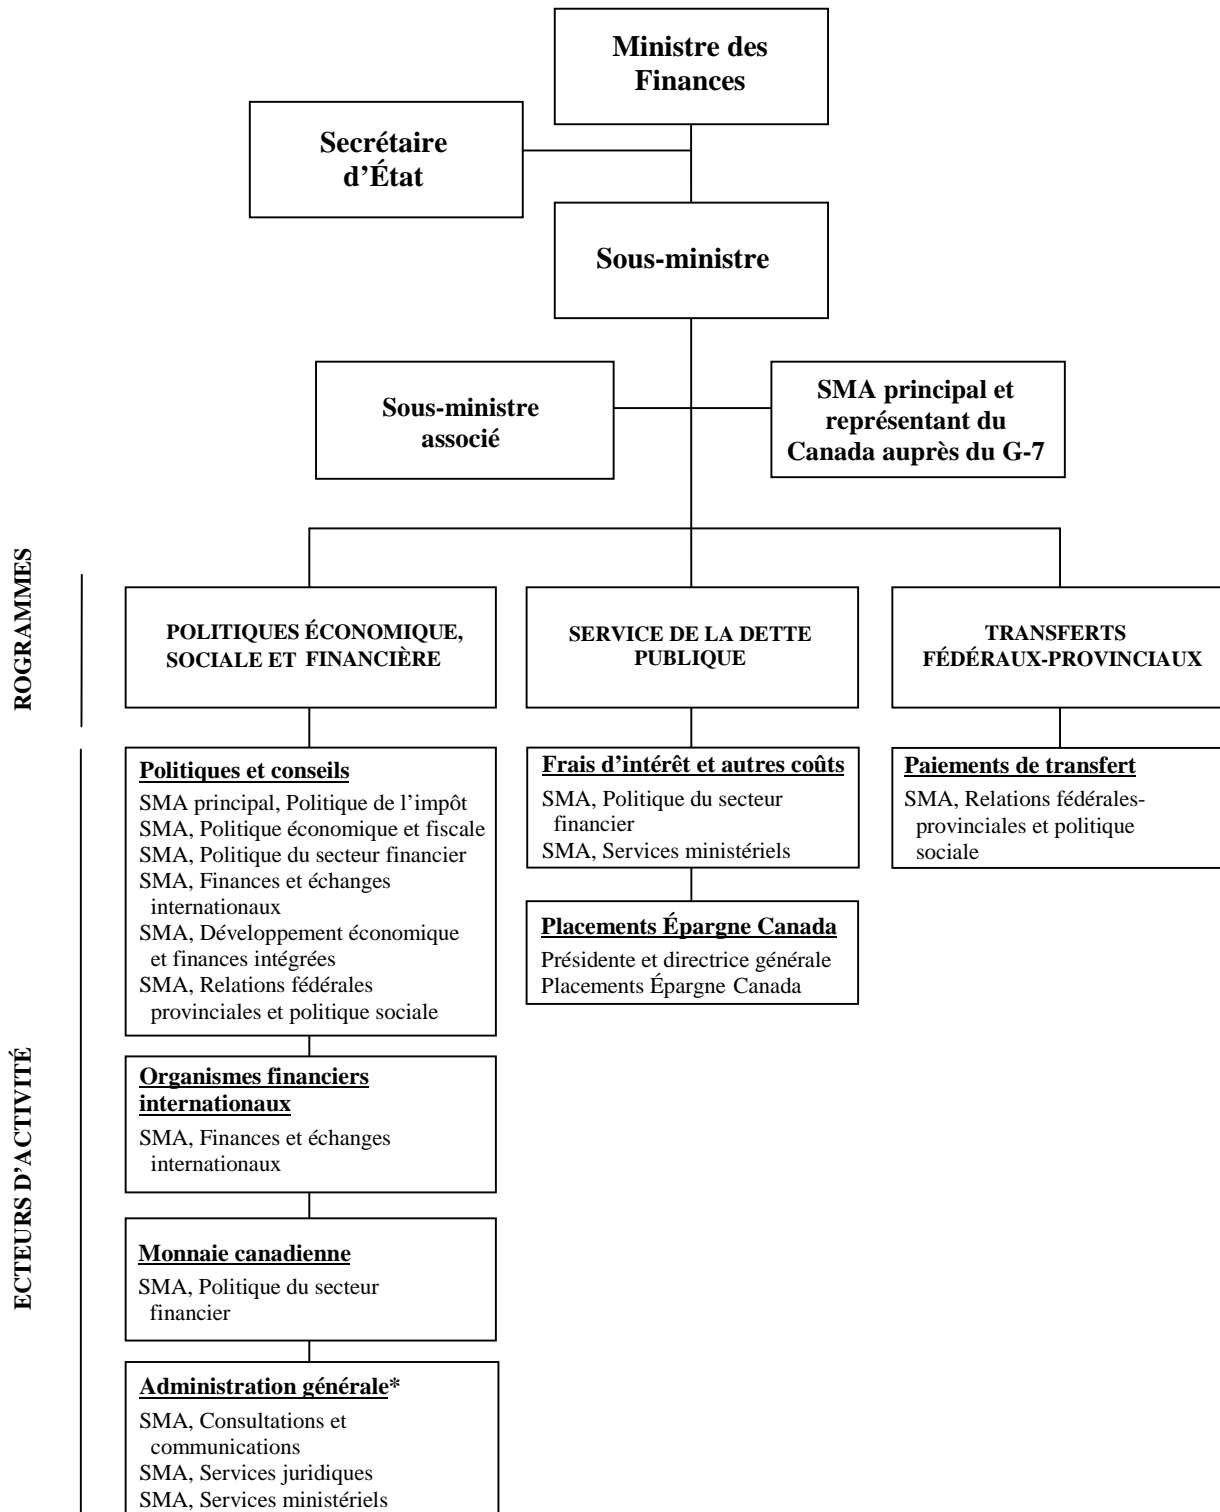 Ministre des
Finances
Secrétaire
d’État
Sous-ministre
Sous-ministre
associé
SMA principal et
représentant du
Canada auprès du G-7
ROGRAMMES
POLITIQUES ÉCONOMIQUE,
SOCIALE ET FINANCIÈRE
SERVICE DE LA DETTE
PUBLIQUE
TRANSFERTS
FÉDÉRAUX-PROVINCIAUX
ECTEURS D’ACTIVITÉ
Politiques et conseils
SMA principal, Politique de l’impôt
SMA, Politique économique et fiscale
SMA, Politique du secteur financier
SMA, Finances et échanges
internationaux
SMA, Développement économique
et finances intégrées
SMA, Relations fédérales
provinciales et politique sociale
Organismes financiers
internationaux
SMA, Finances et échanges
internationaux
Monnaie canadienne
SMA, Politique du secteur
financier
Administration générale*
SMA, Consultations et
communications
SMA, Services juridiques
SMA, Services ministériels
Frais d’intérêt et autres coûts
SMA, Politique du secteur
financier
SMA, Services ministériels
Placements Épargne Canada
Présidente et directrice générale
Placements Épargne Canada
Paiements de transfert
SMA, Relations fédérales-
provinciales et politique
sociale